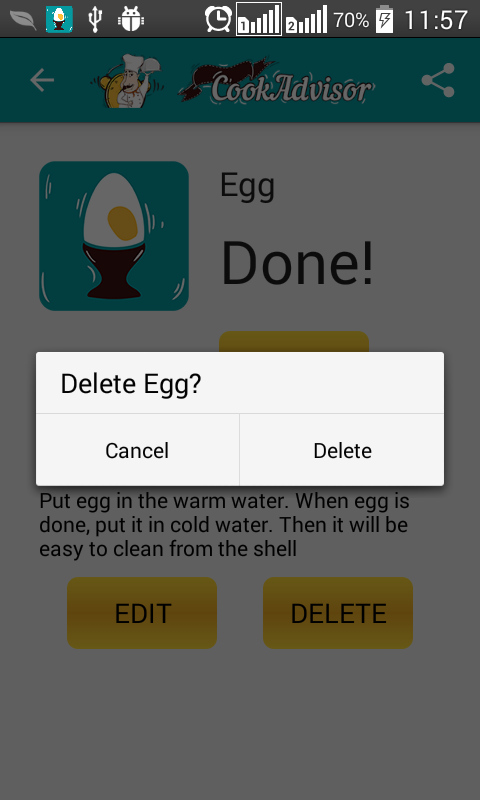 1 2 70% 11:57
CookAdvisor
Egg
Done!
Delete Egg?
Cancel Delete
Put egg in the warm water. When egg is
done, put it in cold water. Then it will be
easy to clean from the shell
EDIT DELETE